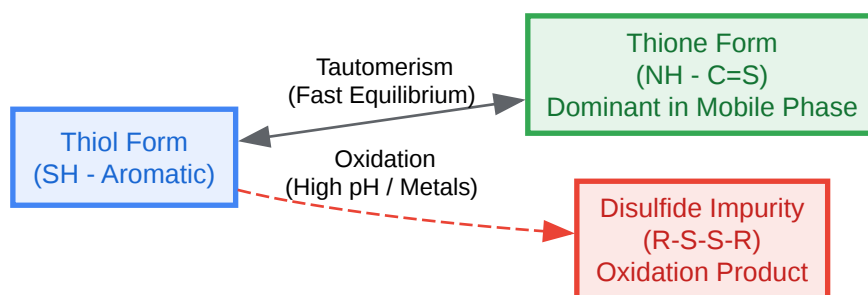 Thiol Form
(SH - Aromatic)
Tautomerism
(Fast Equilibrium)
Thione Form
(NH - C=S)
Dominant in Mobile Phase
Oxidation
(High pH / Metals)
Disulfide Impurity
(R-S-S-R)
Oxidation Product